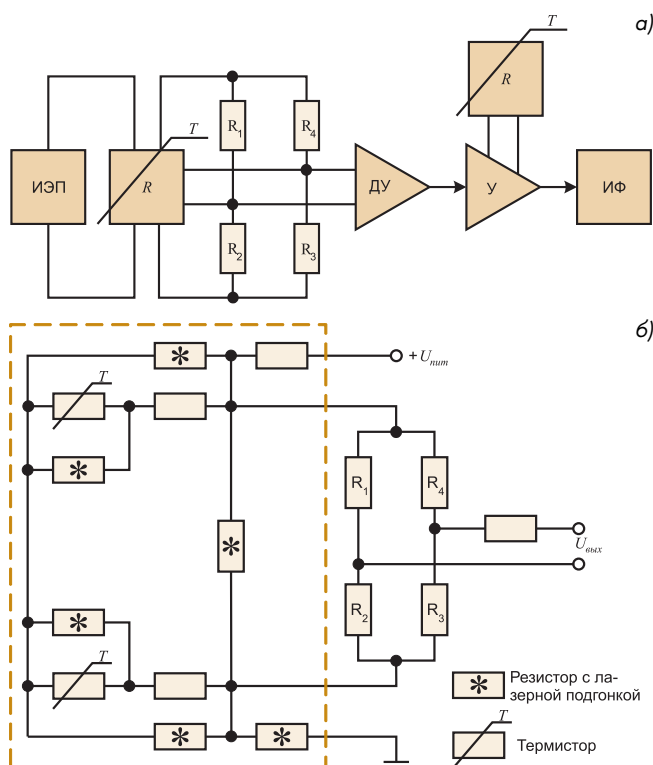 а)
T
R
ИЭП
R
T
R₁
R₄
R₂
R₃
ДУ
У
ИФ
б)
* + Uпит
T
*
R₁
R₄
*
Uвых
*
R₂
R₃
T
* *
* Резистор с ла-
зерной подгонкой
T
Термистор